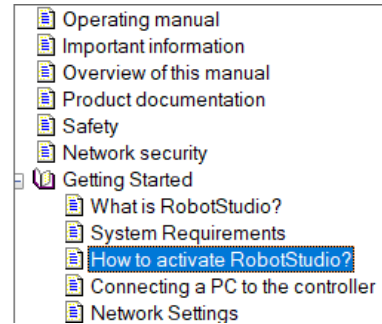 Operating manual
Important information
Overview of this manual
Product documentation
Safety
Network security
Getting Started
What is RobotStudio?
System Requirements
How to activate RobotStudio?
Connecting a PC to the controller
Network Settings